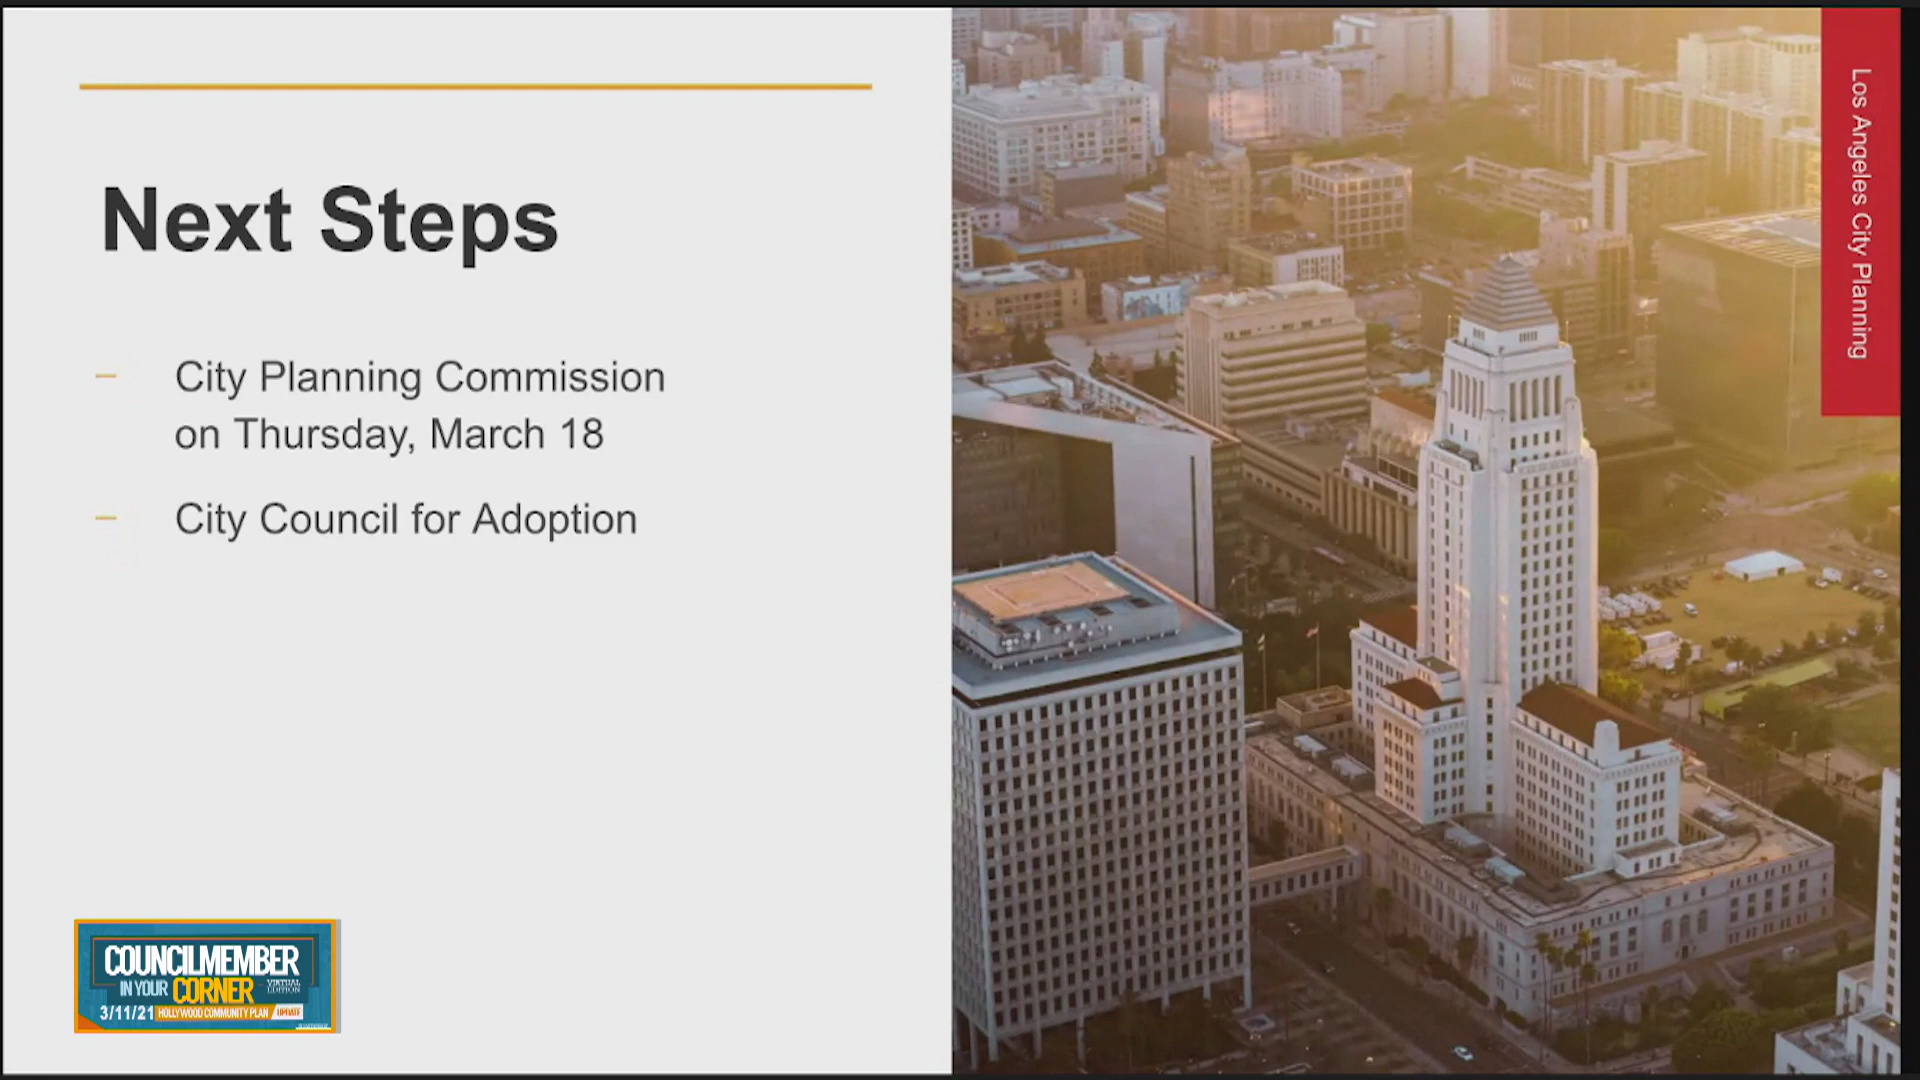 Los Angeles City Planning
Next Steps
– City Planning Commission
on Thursday, March 18
– City Council for Adoption
COUNCILMEMBER
IN YOUR CORNER VIRTUAL
EDITION
3/11/21 HOLLYWOOD COMMUNITY PLAN UPDATE